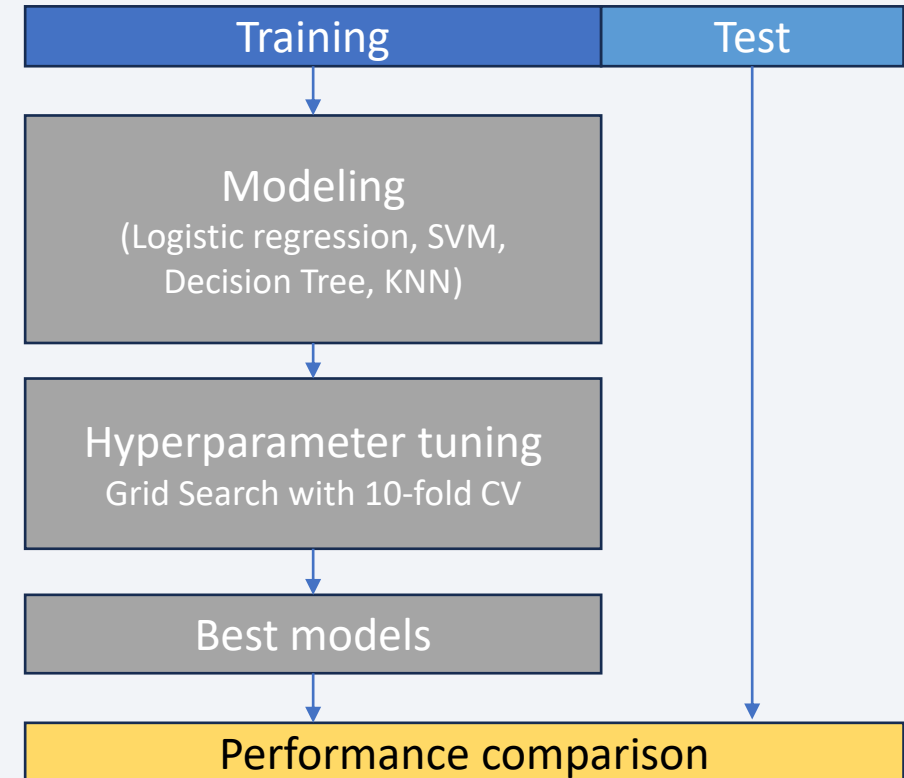 Training
Test
Modeling
(Logistic regression, SVM,
Decision Tree, KNN)
Hyperparameter tuning
Grid Search with 10-fold CV
Best models
Performance comparison